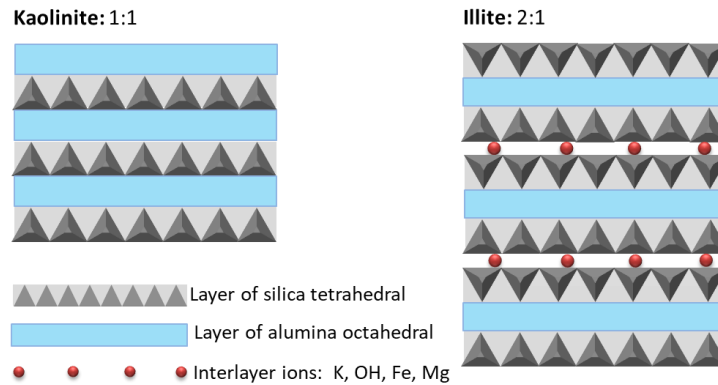 Kaolinite: 1:1
Illite: 2:1
Layer of silica tetrahedral
Layer of alumina octahedral
Interlayer ions: K, OH, Fe, Mg